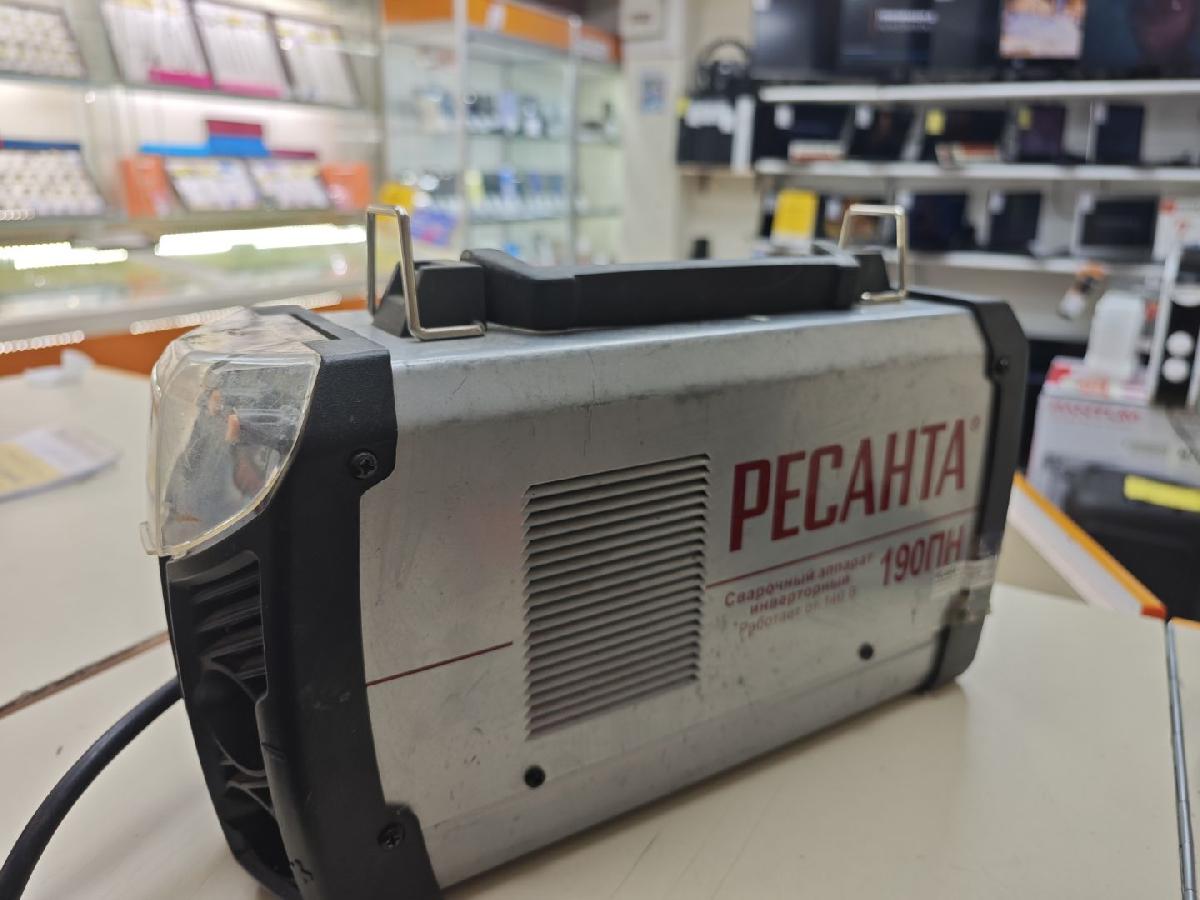 РЕСАНТА®
190ПН
Сварочный аппарат
инверторный
*Работает от 140 В